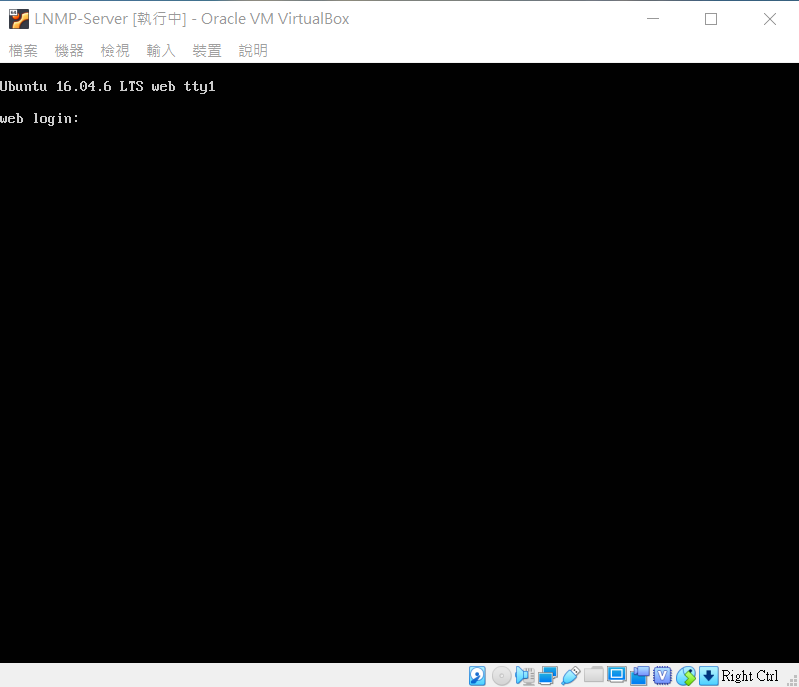 LNMP-Server [執行中] - Oracle VM VirtualBox
檔案 機器 檢視 輸入 裝置 說明
Ubuntu 16.04.6 LTS web tty1
web login:
Right Ctrl